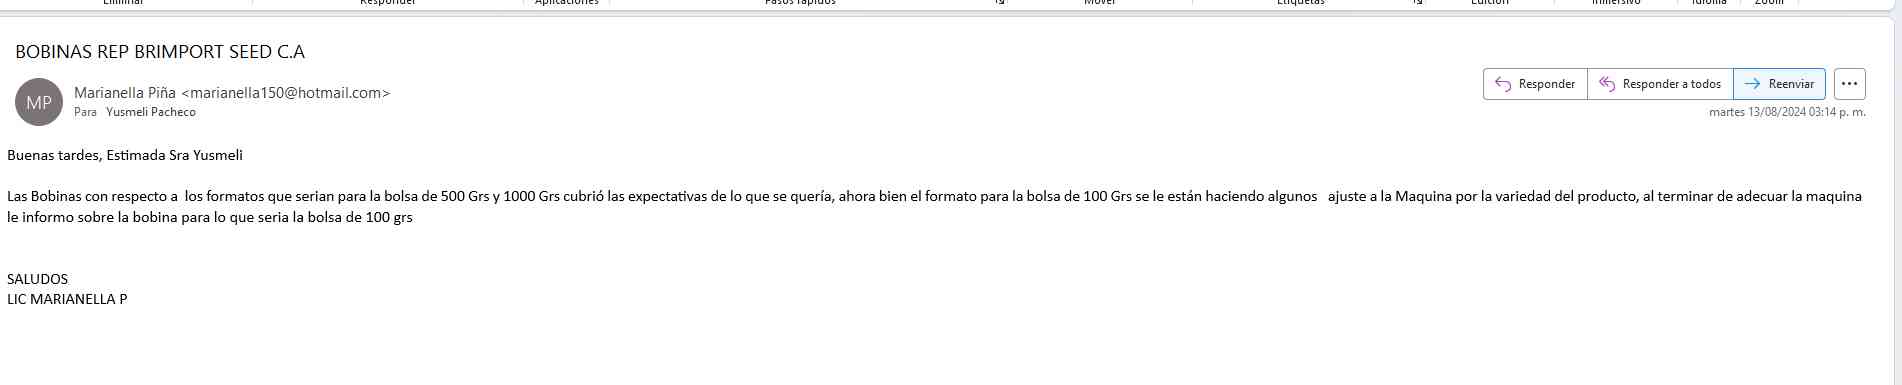 Eliminar Responder Aplicaciones Pasos rápidos Mover Etiquetas Edición Inmersivo Idioma Zoom
BOBINAS REP BRIMPORT SEED C.A
MP
Marianella Piña <marianella150@hotmail.com>
Para Yusmeli Pacheco
Responder Responder a todos Reenviar
martes 13/08/2024 03:14 p. m.
Buenas tardes, Estimada Sra Yusmeli
Las Bobinas con respecto a  los formatos que serian para la bolsa de 500 Grs y 1000 Grs cubrió las expectativas de lo que se quería, ahora bien el formato para la bolsa de 100 Grs se le están haciendo algunos   ajuste a la Maquina por la variedad del producto, al terminar de adecuar la maquina
le informo sobre la bobina para lo que seria la bolsa de 100 grs
SALUDOS
LIC MARIANELLA P